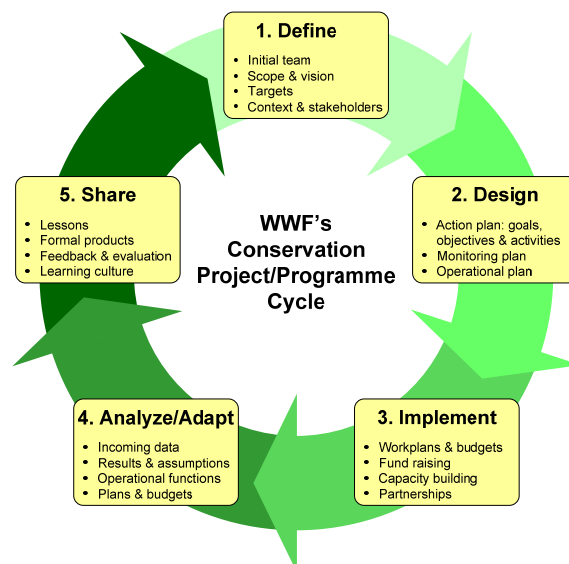 1. Define
• Initial team
• Scope & vision
• Targets
• Context & stakeholders
2. Design
• Action plan: goals,
objectives & activities
• Monitoring plan
• Operational plan
3. Implement
• Workplans & budgets
• Fund raising
• Capacity building
• Partnerships
4. Analyze/Adapt
• Incoming data
• Results & assumptions
• Operational functions
• Plans & budgets
5. Share
• Lessons
• Formal products
• Feedback & evaluation
• Learning culture
WWF's
Conservation
Project/Programme
Cycle